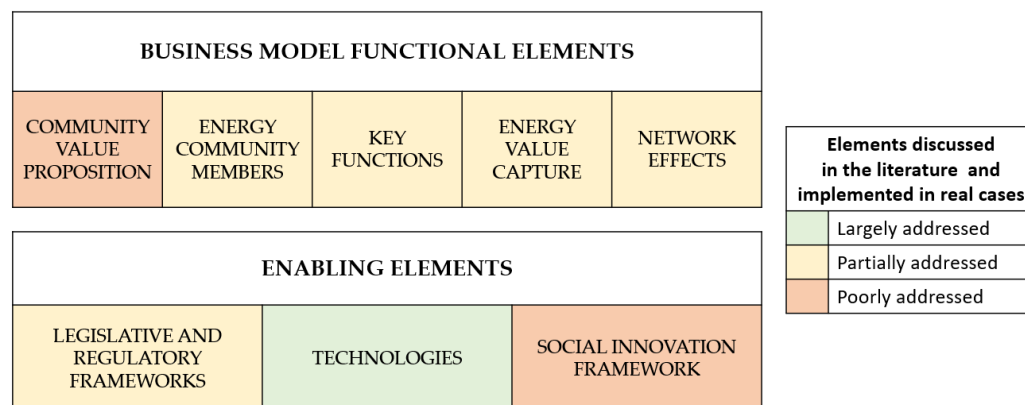 BUSINESS MODEL FUNCTIONAL ELEMENTS
COMMUNITY
VALUE
PROPOSITION
ENERGY
COMMUNITY
MEMBERS
KEY
FUNCTIONS
ENERGY
VALUE
CAPTURE
NETWORK
EFFECTS
ENABLING ELEMENTS
LEGISLATIVE AND
REGULATORY
FRAMEWORKS
TECHNOLOGIES
SOCIAL INNOVATION
FRAMEWORK
Elements discussed
in the literature and
implemented in real cases
Largely addressed
Partially addressed
Poorly addressed